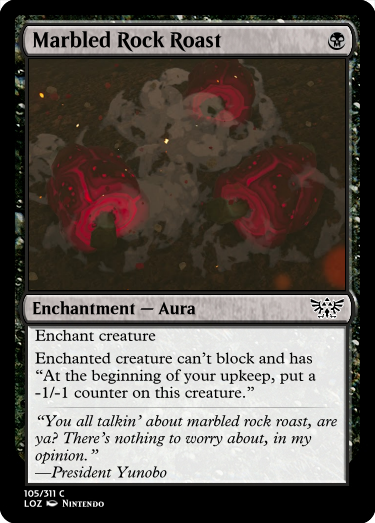 Marbled Rock Roast
Enchantment — Aura
Enchant creature
Enchanted creature can't block and has
“At the beginning of your upkeep, put a
-1/-1 counter on this creature.”
“You all talkin’ about marbled rock roast, are
ya? There’s nothing to worry about, in my
opinion.”
—President Yunobo
105/311 C
LOZ Nintendo